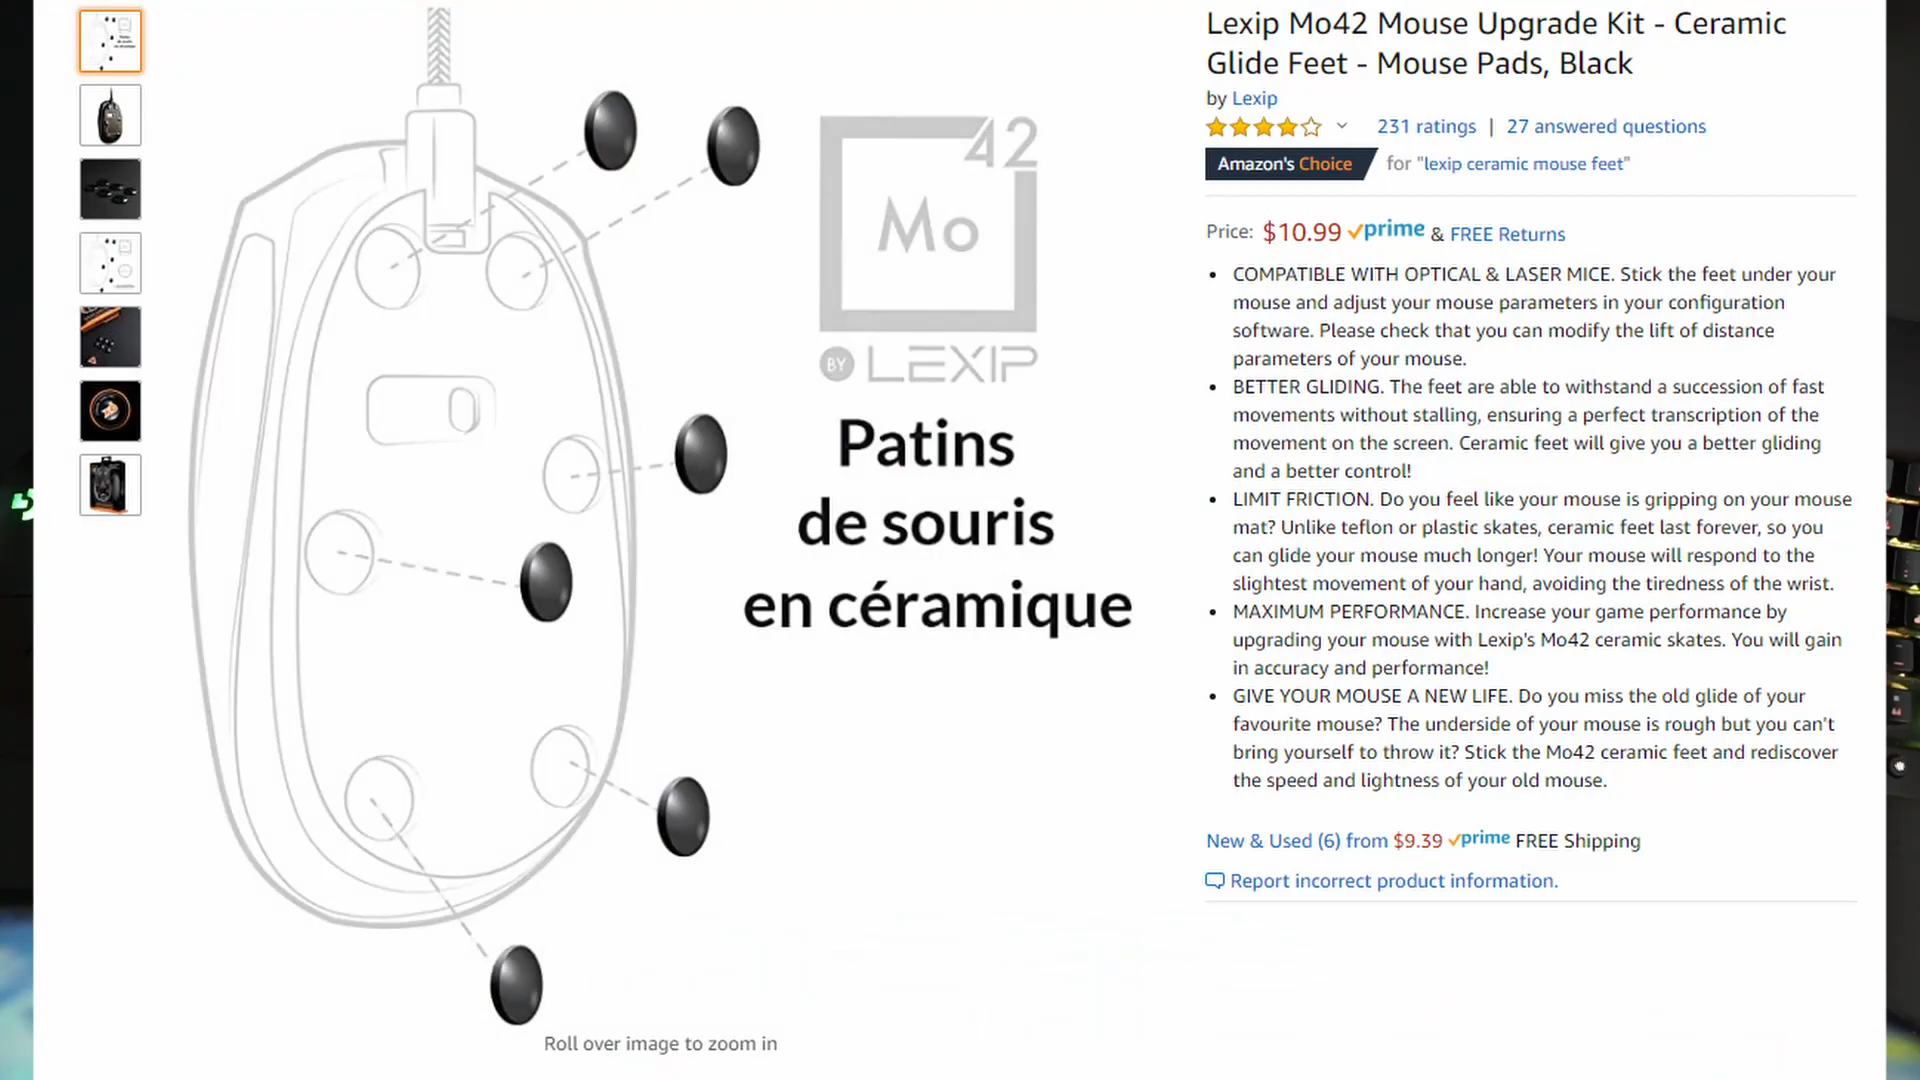 Lexip Mo42 Mouse Upgrade Kit - Ceramic
Glide Feet - Mouse Pads, Black
by Lexip
231 ratings | 27 answered questions
Amazon's Choice for "lexip ceramic mouse feet"
Price: $10.99 prime & FREE Returns
COMPATIBLE WITH OPTICAL & LASER MICE. Stick the feet under your
mouse and adjust your mouse parameters in your configuration
software. Please check that you can modify the lift of distance
parameters of your mouse.
BETTER GLIDING. The feet are able to withstand a succession of fast
movements without stalling, ensuring a perfect transcription of the
movement on the screen. Ceramic feet will give you a better gliding
and a better control!
LIMIT FRICTION. Do you feel like your mouse is gripping on your mouse
mat? Unlike teflon or plastic skates, ceramic feet last forever, so you
can glide your mouse much longer! Your mouse will respond to the
slightest movement of your hand, avoiding the tiredness of the wrist.
MAXIMUM PERFORMANCE. Increase your game performance by
upgrading your mouse with Lexip's Mo42 ceramic skates. You will gain
in accuracy and performance!
GIVE YOUR MOUSE A NEW LIFE. Do you miss the old glide of your
favourite mouse? The underside of your mouse is rough but you can't
bring yourself to throw it? Stick the Mo42 ceramic feet and rediscover
the speed and lightness of your old mouse.
New & Used (6) from $9.39 prime FREE Shipping
Report incorrect product information.
42
Mo
BY LEXIP
Patins
de souris
en céramique
Roll over image to zoom in